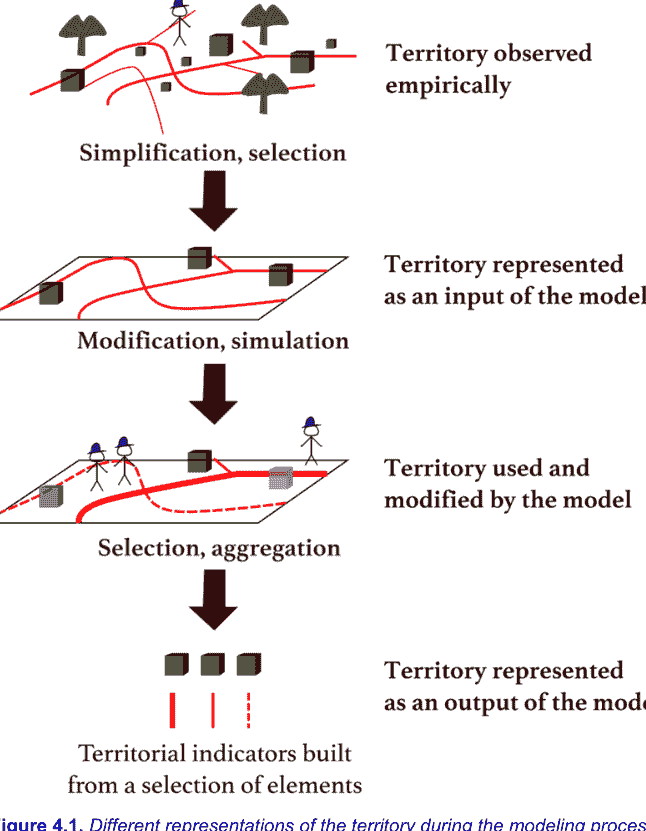 Territory observed
empirically
Simplification, selection
Territory represented
as an input of the model
Modification, simulation
Territory used and
modified by the model
Selection, aggregation
Territory represented
as an output of the mode
Territorial indicators built
from a selection of elements
Figure 4.1. Different representations of the territory during the modeling proces